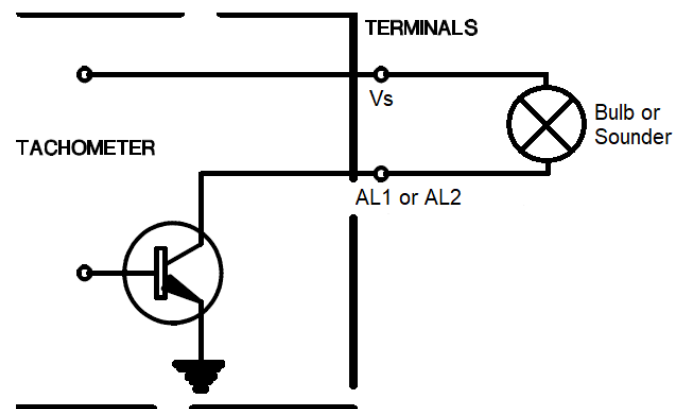 TERMINALS
Vs
Bulb or
Sounder
TACHOMETER
AL1 or AL2